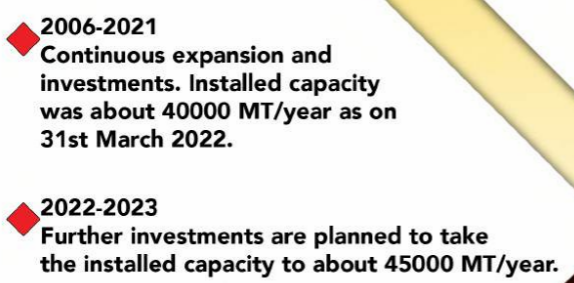 2006-2021
Continuous expansion and
investments. Installed capacity
was about 40000 MT/year as on
31st March 2022.
2022-2023
Further investments are planned to take
the installed capacity to about 45000 MT/year.